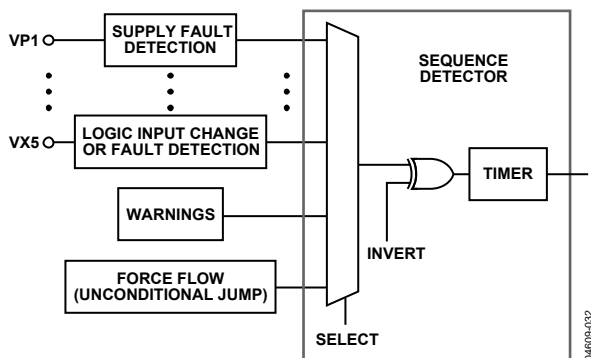 VP1
SUPPLY FAULT
DETECTION
SEQUENCE
DETECTOR
VX5
LOGIC INPUT CHANGE
OR FAULT DETECTION
TIMER
WARNINGS
INVERT
FORCE FLOW
(UNCONDITIONAL JUMP)
SELECT
04609-032